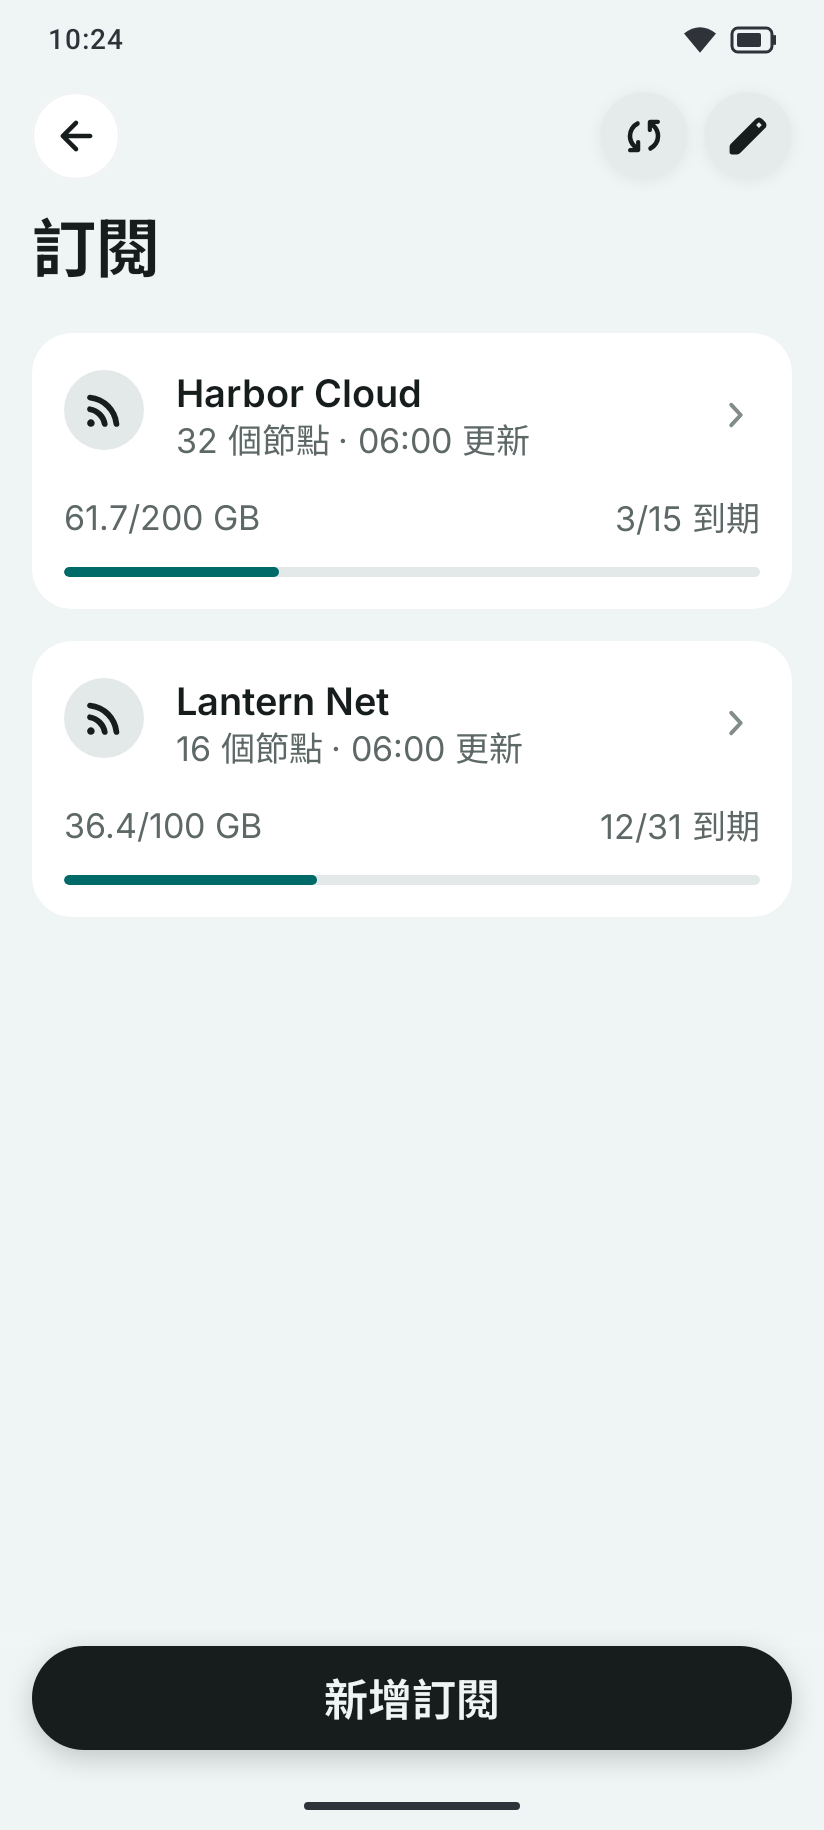 10:24
訂閱
Harbor Cloud
32 個節點 · 06:00 更新
61.7/200 GB
3/15 到期
Lantern Net
16 個節點 · 06:00 更新
36.4/100 GB
12/31 到期
新增訂閱